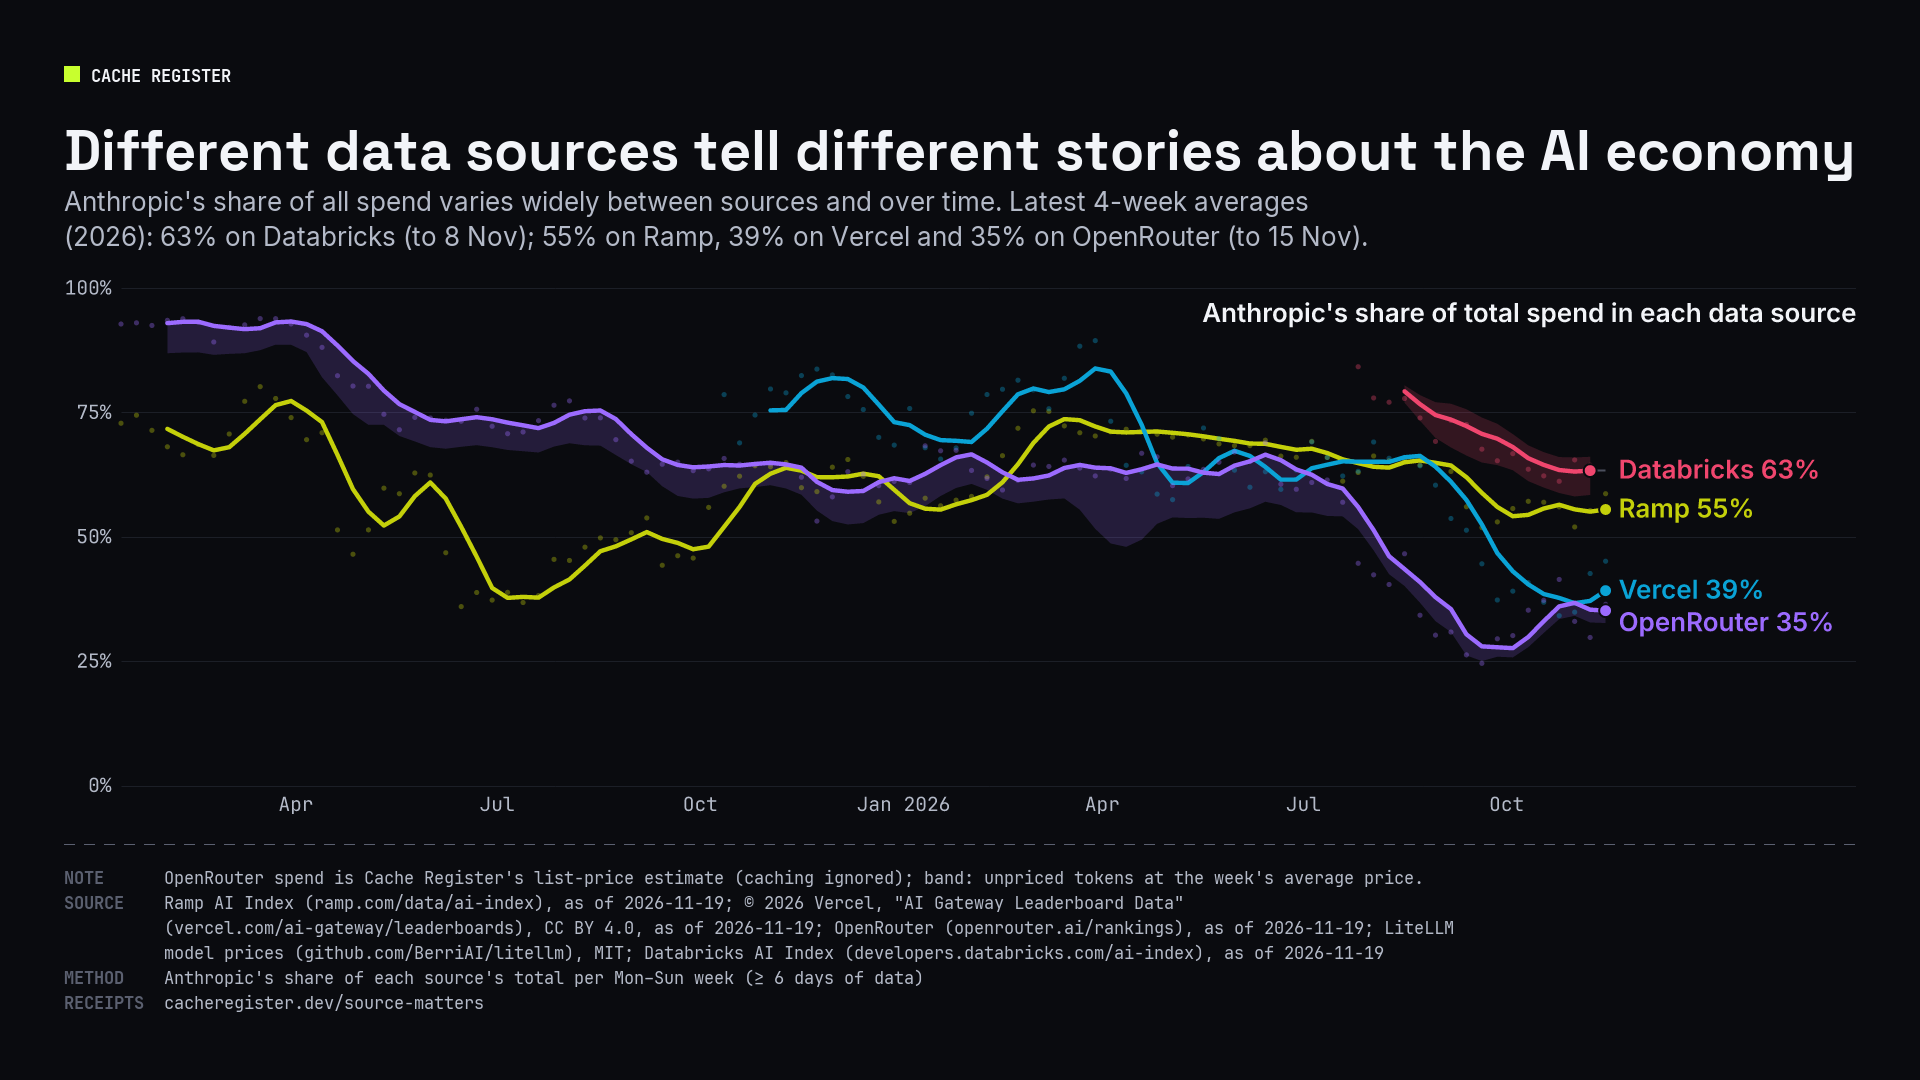 CACHE REGISTER
Different data sources tell different stories about the AI economy
Anthropic's share of all spend varies widely between sources and over time. Latest 4-week averages
(2026): 63% on Databricks (to 8 Nov); 55% on Ramp, 39% on Vercel and 35% on OpenRouter (to 15 Nov).
100%
Anthropic's share of total spend in each data source
75%
Databricks 63%
Ramp 55%
50%
Vercel 39%
OpenRouter 35%
25%
0%
Apr Jul Oct Jan 2026 Apr Jul Oct
NOTE OpenRouter spend is Cache Register's list-price estimate (caching ignored); band: unpriced tokens at the week's average price.
SOURCE Ramp AI Index (ramp.com/data/ai-index), as of 2026-11-19; © 2026 Vercel, "AI Gateway Leaderboard Data"
(vercel.com/ai-gateway/leaderboards), CC BY 4.0, as of 2026-11-19; OpenRouter (openrouter.ai/rankings), as of 2026-11-19; LiteLLM
model prices (github.com/BerriAI/litellm), MIT; Databricks AI Index (developers.databricks.com/ai-index), as of 2026-11-19
METHOD Anthropic's share of each source's total per Mon–Sun week (≥ 6 days of data)
RECEIPTS cacheregister.dev/source-matters